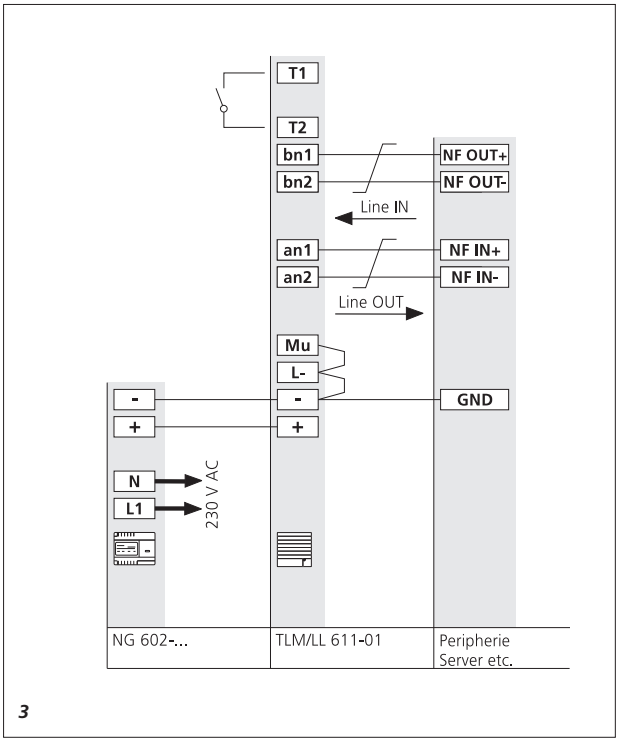 T1
T2
bn1 NF OUT+
bn2 NF OUT-
Line IN
an1 NF IN+
an2 NF IN-
Line OUT
Mu
L-
- - GND
+ +
N
L1
230 V AC
NG 602-... TLM/LL 611-01 Peripherie
Server etc.
3